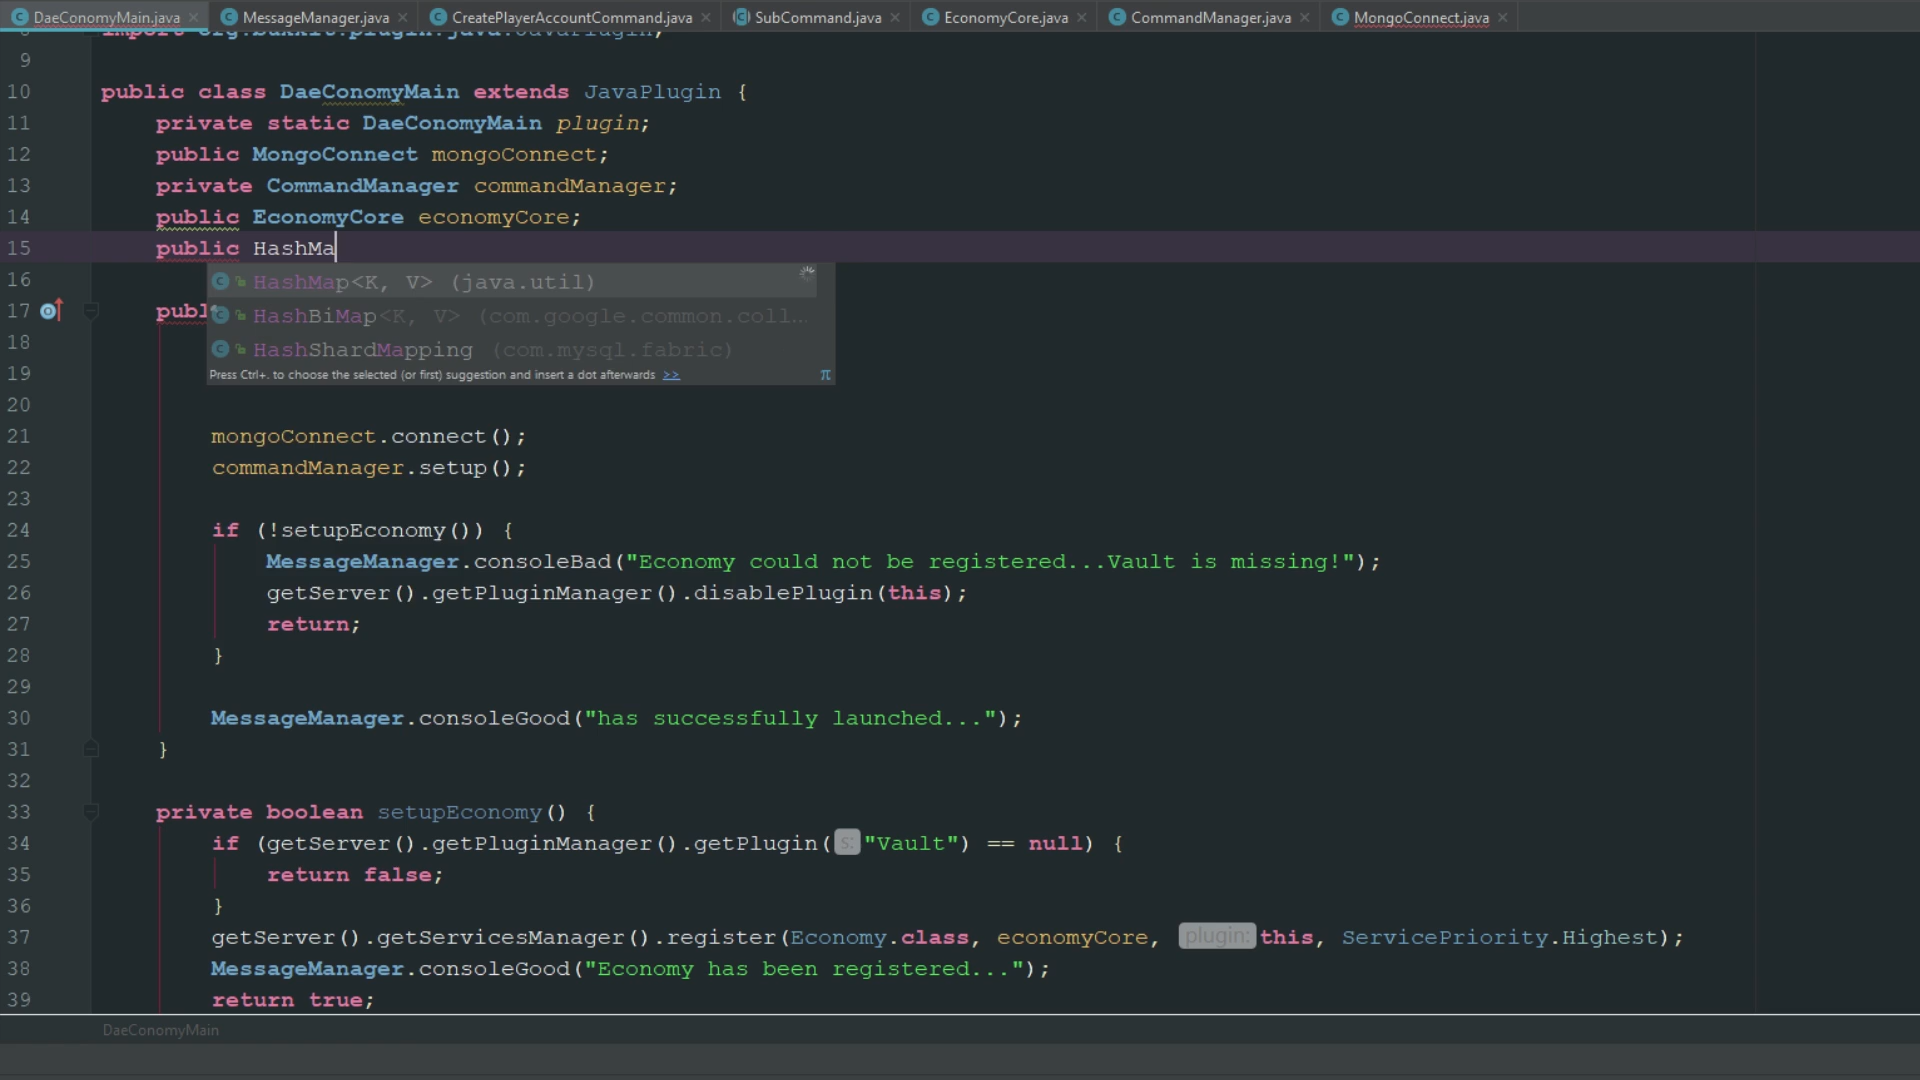 DaeConomyMain.java MessageManager.java CreatePlayerAccountCommand.java SubCommand.java EconomyCore.java CommandManager.java MongoConnect.java
9
10 public class DaeConomyMain extends JavaPlugin {
11 private static DaeConomyMain plugin;
12 public MongoConnect mongoConnect;
13 private CommandManager commandManager;
14 public EconomyCore economyCore;
15 public HashMa
16 HashMap<K, V> (java.util)
17 publ HashBiMap<K, V> (com.google.common.coll...
18 HashShardMapping (com.mysql.fabric)
19 Press Ctrl+. to choose the selected (or first) suggestion and insert a dot afterwards >> π
20
21 mongoConnect.connect();
22 commandManager.setup();
23
24 if (!setupEconomy()) {
25 MessageManager.consoleBad("Economy could not be registered...Vault is missing!");
26 getServer().getPluginManager().disablePlugin(this);
27 return;
28 }
29
30 MessageManager.consoleGood("has successfully launched...");
31 }
32
33 private boolean setupEconomy() {
34 if (getServer().getPluginManager().getPlugin( s: "Vault") == null) {
35 return false;
36 }
37 getServer().getServicesManager().register(Economy.class, economyCore, plugin: this, ServicePriority.Highest);
38 MessageManager.consoleGood("Economy has been registered...");
39 return true;
DaeConomyMain